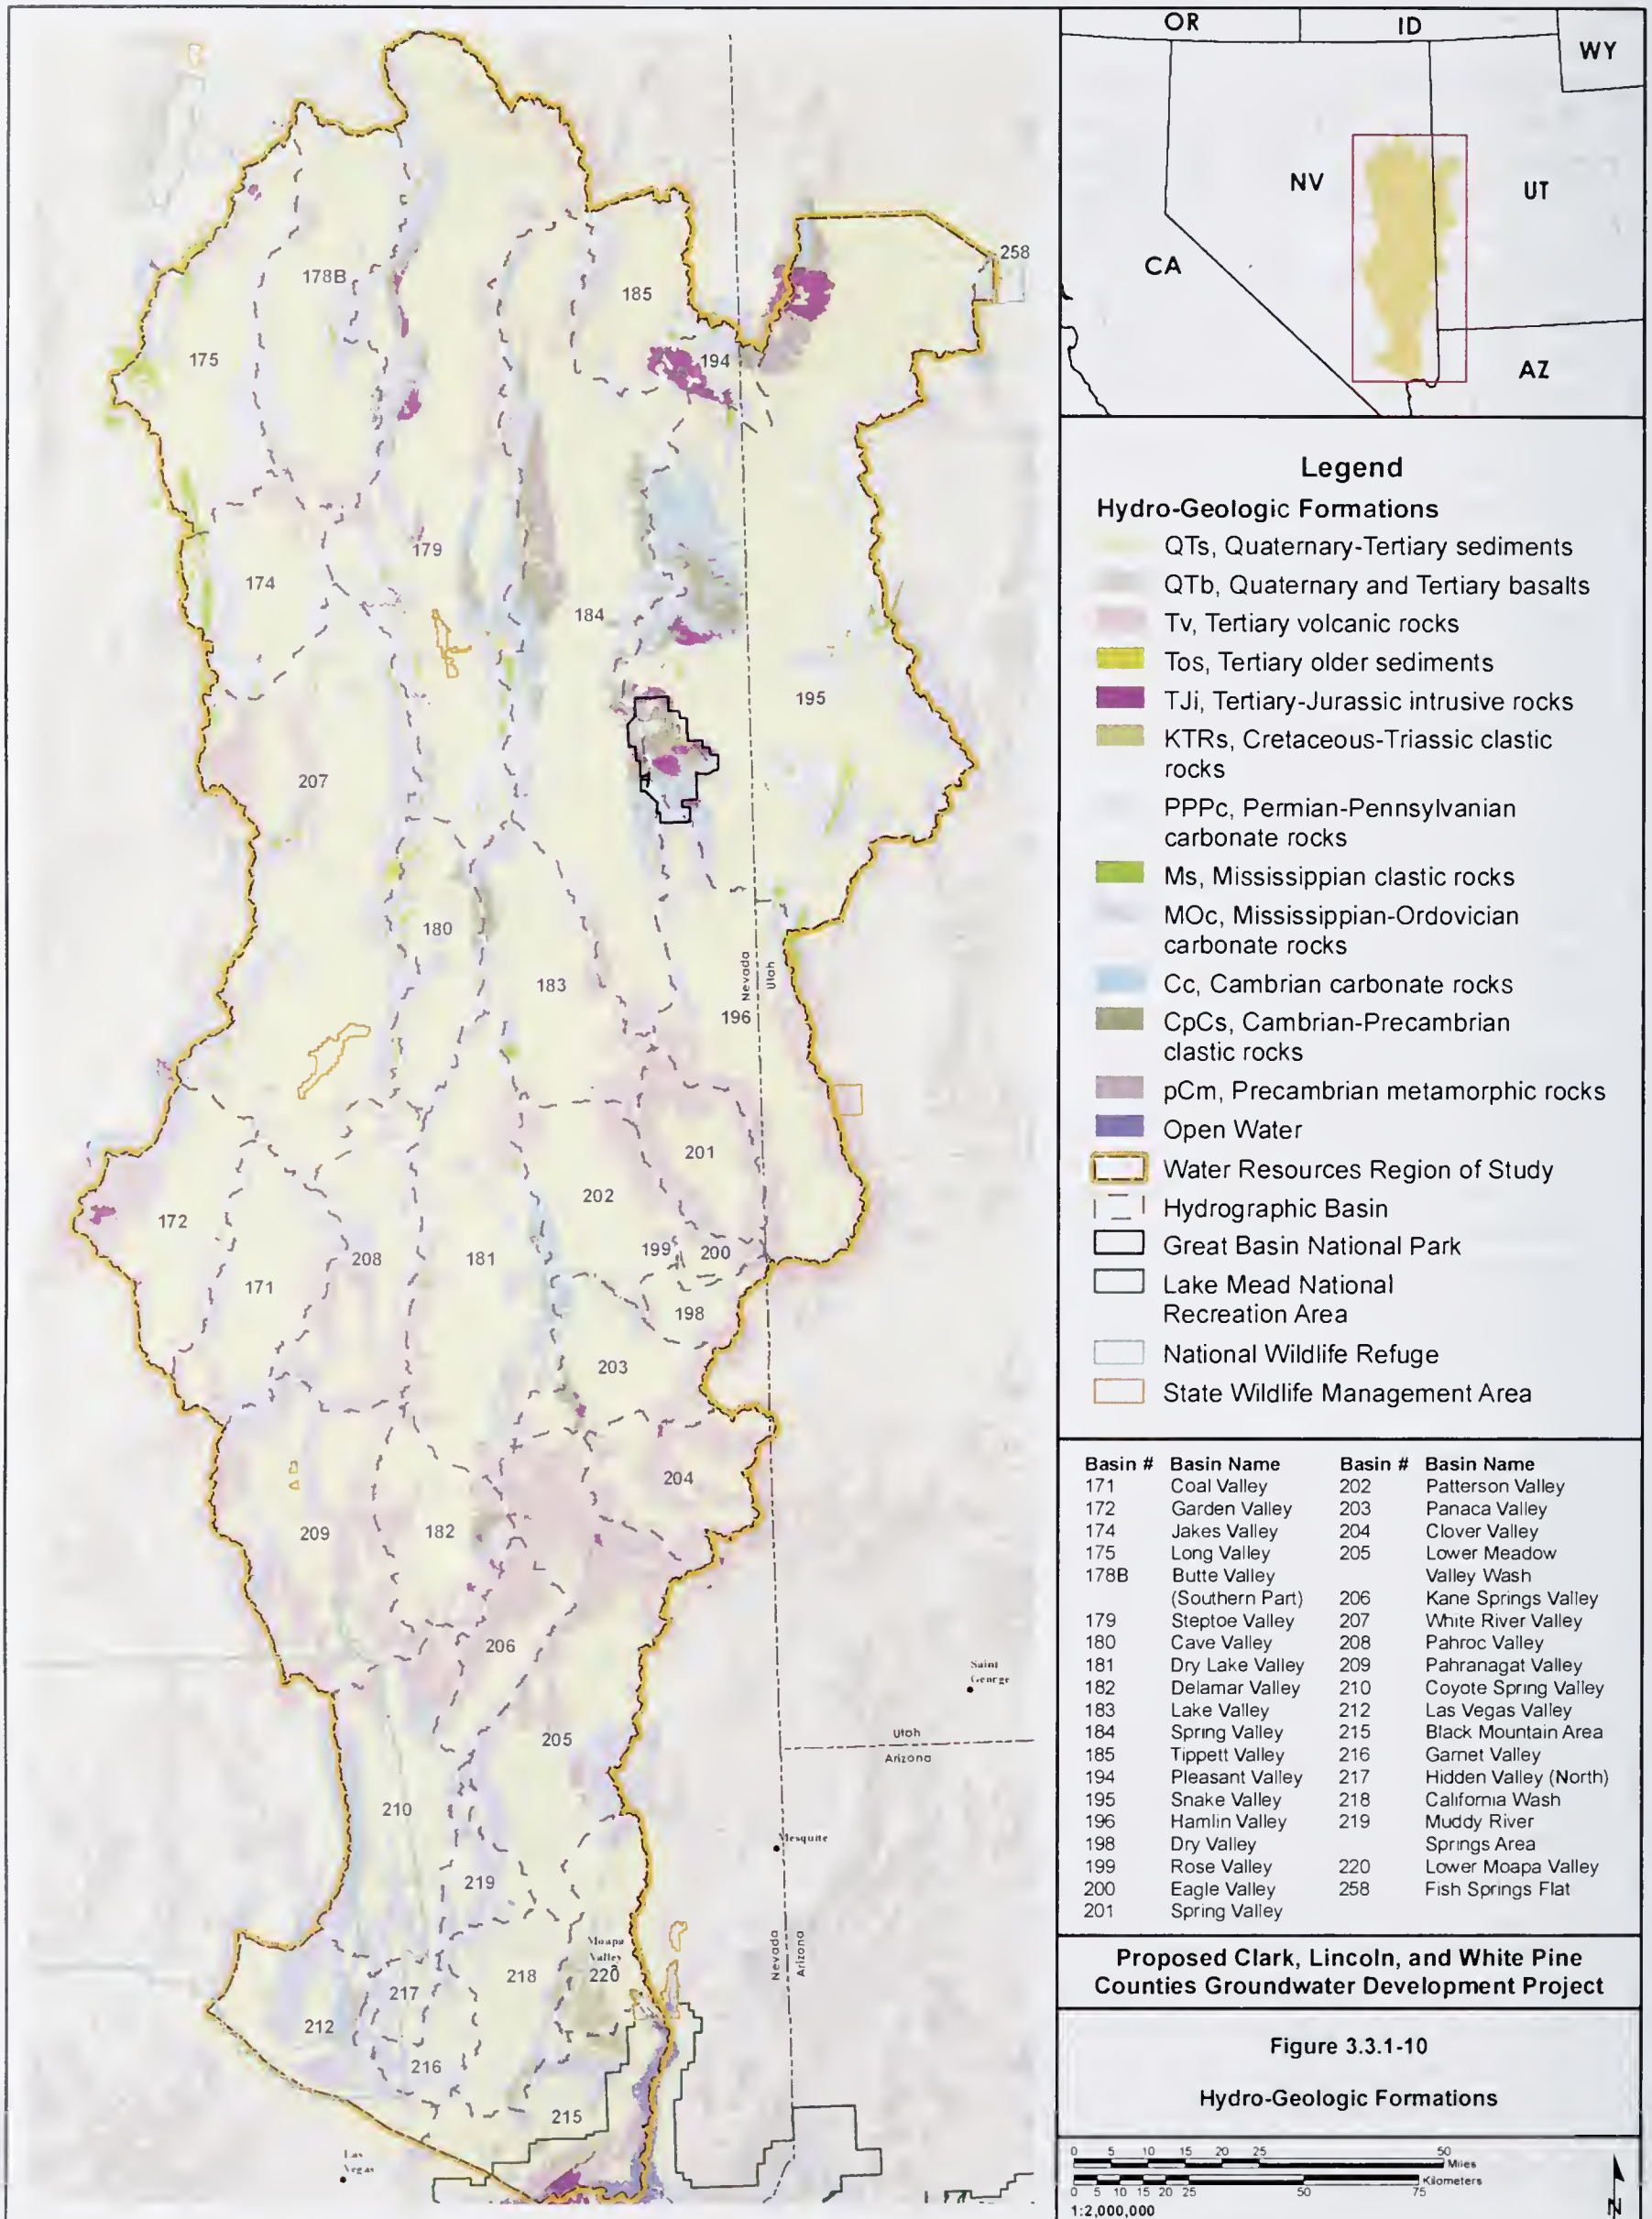 OR
ID
WY
NV
UT
CA
AZ
258
178B
185
175
194
179
174
184
195
207
180
183
Nevada
Utah
196
201
202
172
199
200
208
181
171
198
203
204
209
182
206
Saint
George
205
Utah
Arizona
210
Mesquite
219
Moapa
Valley
220
218
217
Nevada
Arizona
212
216
215
Las
Vegas
Legend
Hydro-Geologic Formations
QTs, Quaternary-Tertiary sediments
QTb, Quaternary and Tertiary basalts
Tv, Tertiary volcanic rocks
Tos, Tertiary older sediments
TJi, Tertiary-Jurassic intrusive rocks
KTRs, Cretaceous-Triassic clastic
rocks
PPPc, Permian-Pennsylvanian
carbonate rocks
Ms, Mississippian clastic rocks
MOc, Mississippian-Ordovician
carbonate rocks
Cc, Cambrian carbonate rocks
CpCs, Cambrian-Precambrian
clastic rocks
pCm, Precambrian metamorphic rocks
Open Water
Water Resources Region of Study
Hydrographic Basin
Great Basin National Park
Lake Mead National
Recreation Area
National Wildlife Refuge
State Wildlife Management Area
Basin # Basin Name Basin # Basin Name
171 Coal Valley 202 Patterson Valley
172 Garden Valley 203 Panaca Valley
174 Jakes Valley 204 Clover Valley
175 Long Valley 205 Lower Meadow
178B Butte Valley Valley Wash
(Southern Part) 206 Kane Springs Valley
179 Steptoe Valley 207 White River Valley
180 Cave Valley 208 Pahroc Valley
181 Dry Lake Valley 209 Pahranagat Valley
182 Delamar Valley 210 Coyote Spring Valley
183 Lake Valley 212 Las Vegas Valley
184 Spring Valley 215 Black Mountain Area
185 Tippett Valley 216 Garnet Valley
194 Pleasant Valley 217 Hidden Valley (North)
195 Snake Valley 218 California Wash
196 Hamlin Valley 219 Muddy River
198 Dry Valley Springs Area
199 Rose Valley 220 Lower Moapa Valley
200 Eagle Valley 258 Fish Springs Flat
201 Spring Valley
Proposed Clark, Lincoln, and White Pine
Counties Groundwater Development Project
Figure 3.3.1-10
Hydro-Geologic Formations
0 5 10 15 20 25 50
Miles
Kilometers
0 5 10 15 20 25 50 75
1:2,000,000
N